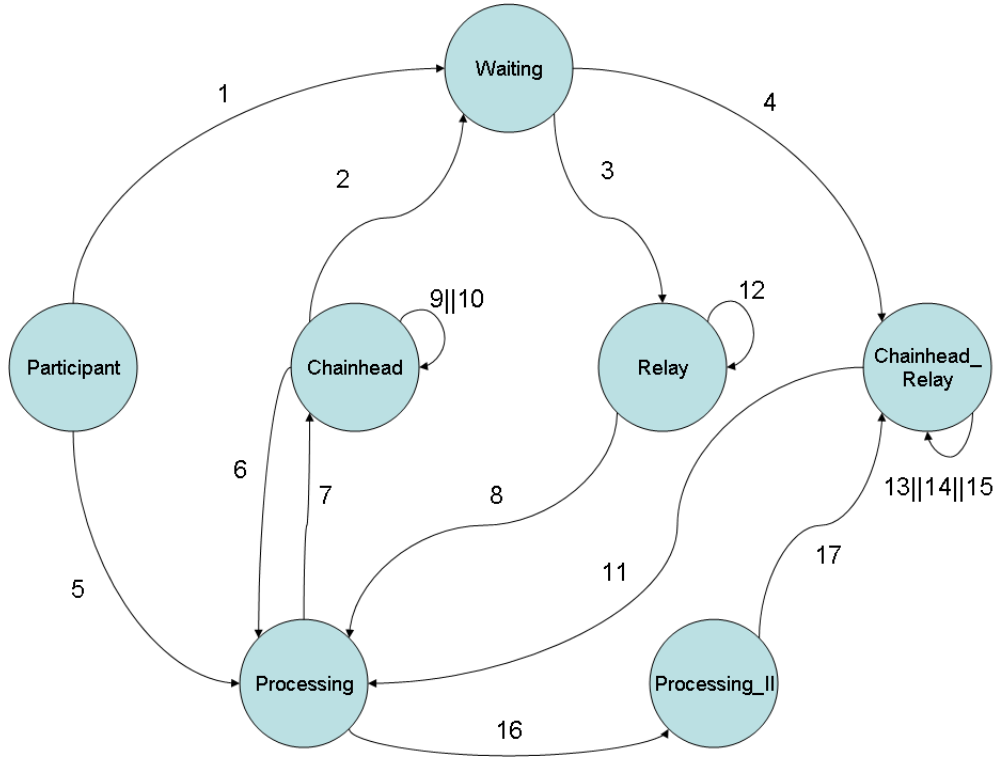 Waiting
1
4
2
3
9||10
12
Participant
Chainhead
Relay
Chainhead_
Relay
6
7
8
13||14||15
5
11
17
Processing
Processing_II
16